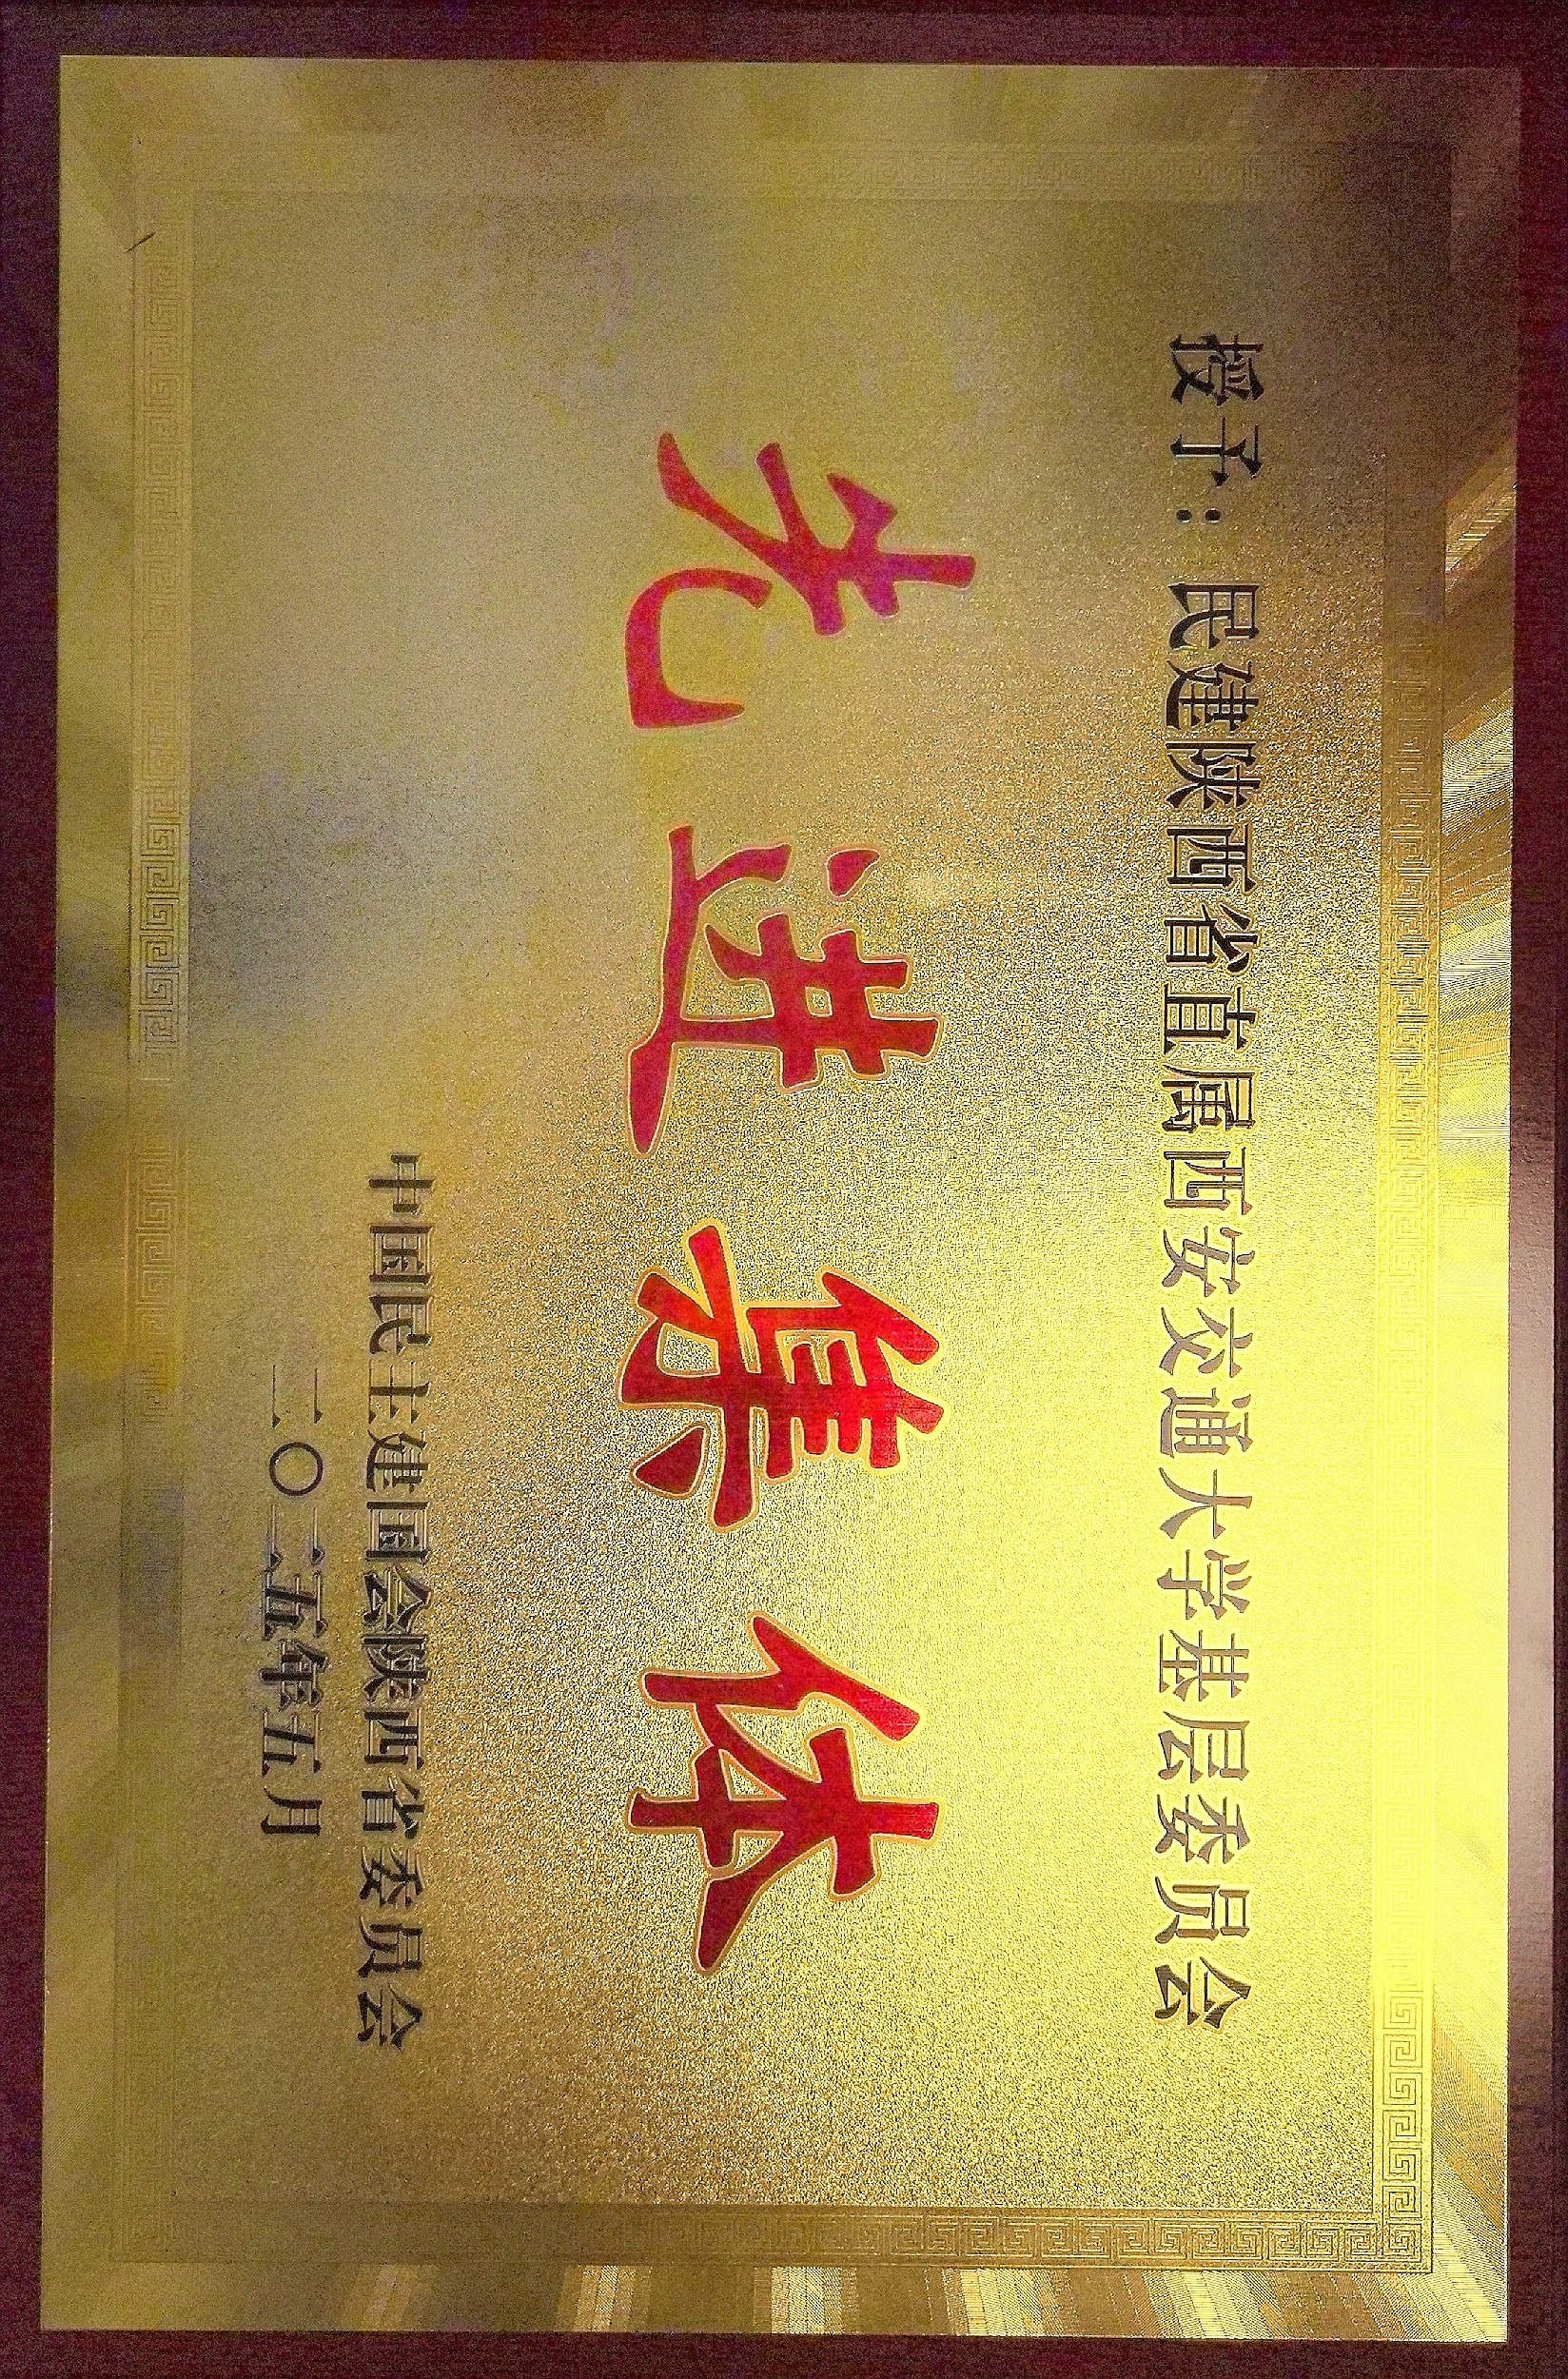 授予：民建陕西省直属西安交通大学基层委员会
先进集体
中国民主建国会陕西省委员会
二〇二五年五月